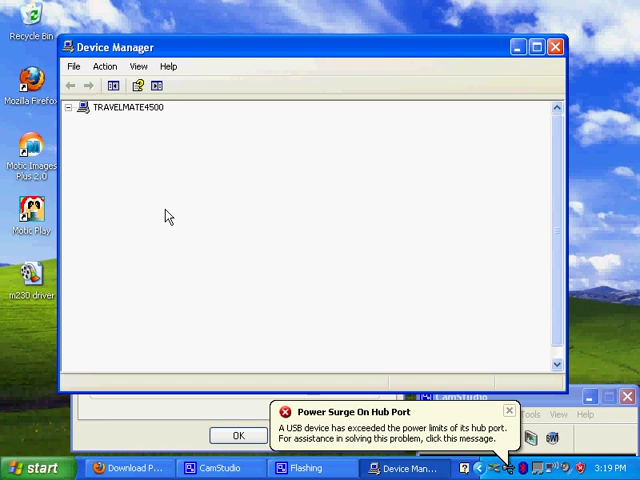 Recycle Bin
Mozilla Firefox
Motic Images
Plus 2.0
Motic Play
m230 driver
Device Manager
File Action View Help
TRAVELMATE4500
CamStudio
Tools View Help
OK
Power Surge On Hub Port
A USB device has exceeded the power limits of its hub port.
For assistance in solving this problem, click this message.
start
Download P...
CamStudio
Flashing
Device Man...
3:19 PM